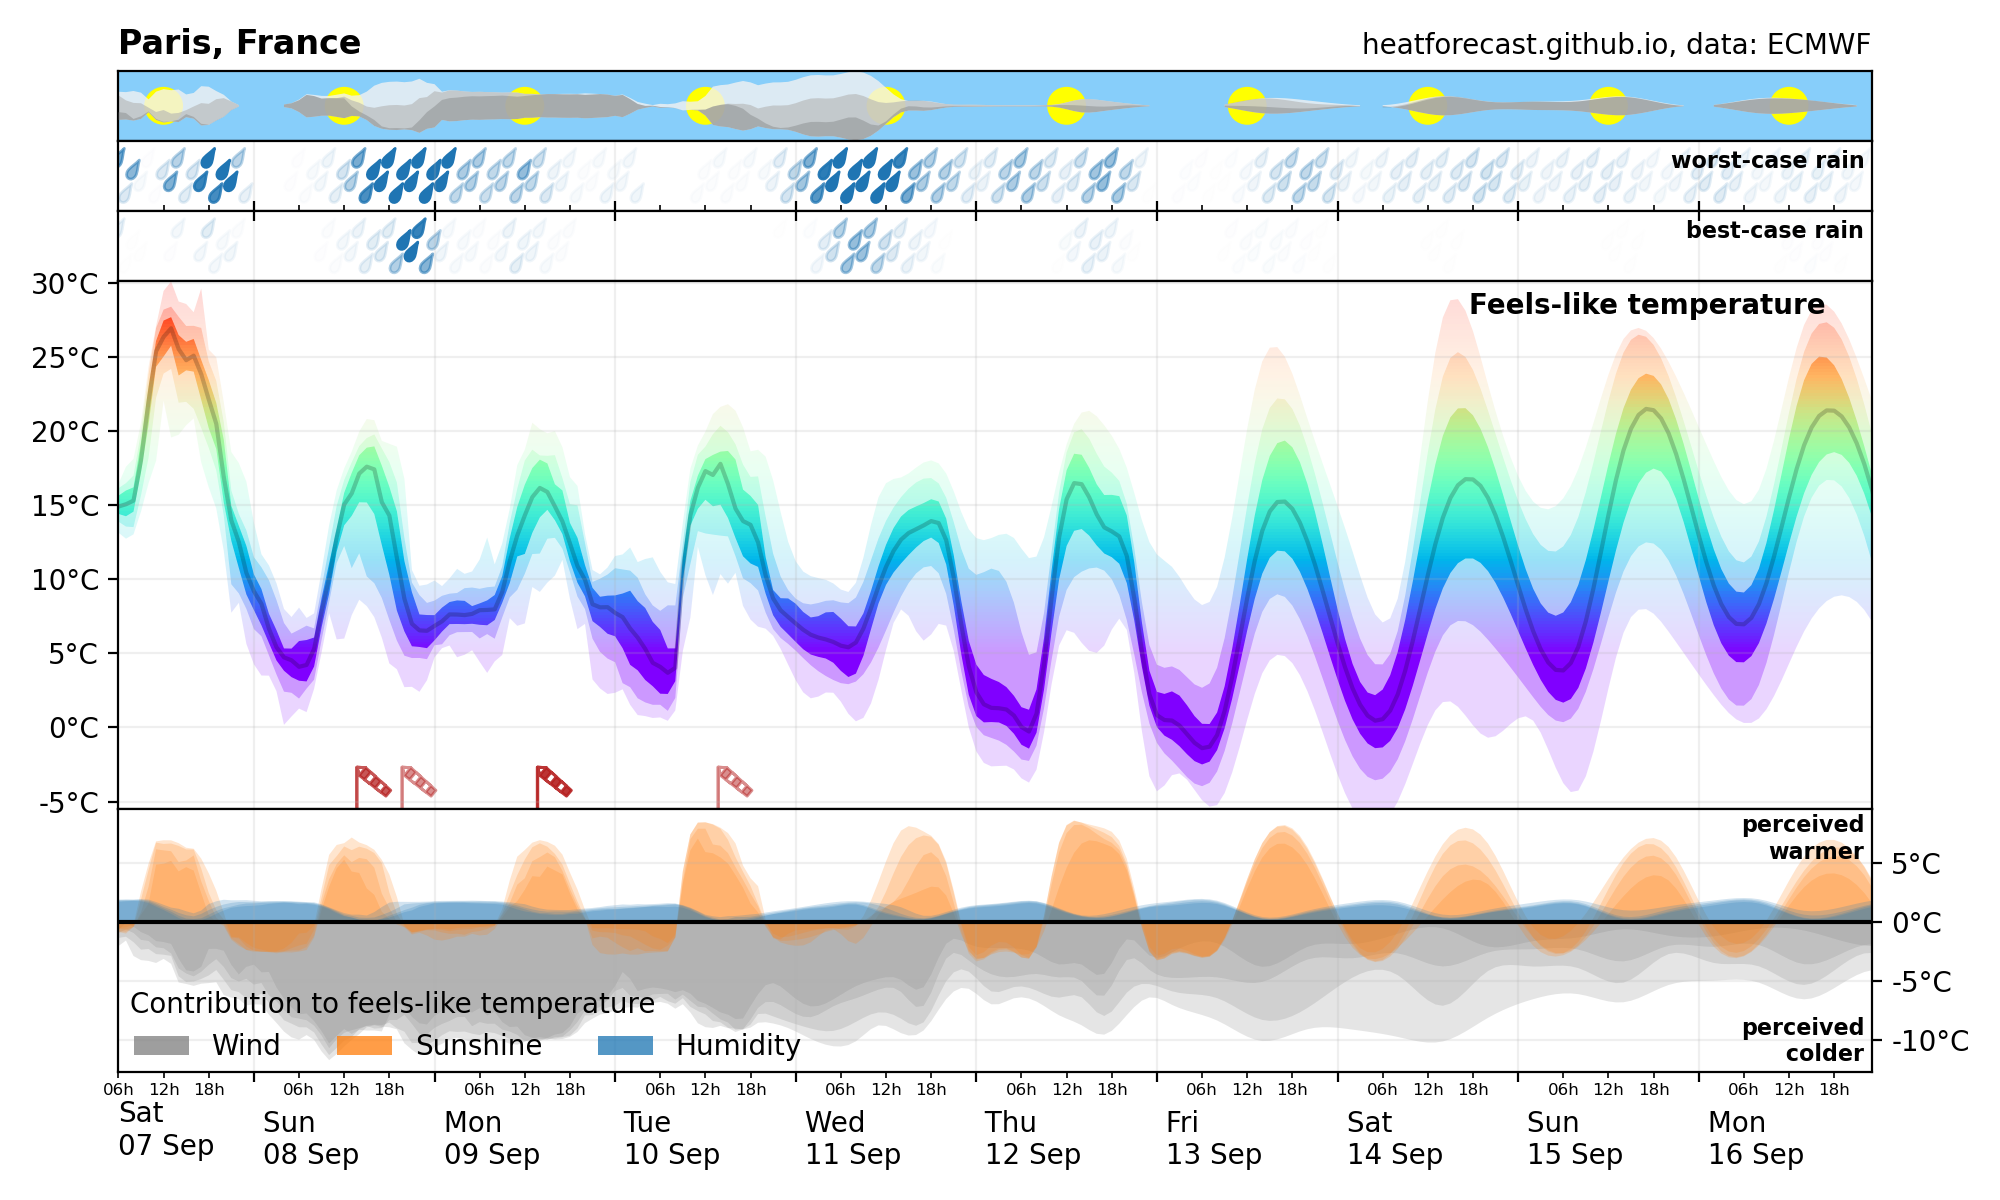 Paris, France
heatforecast.github.io, data: ECMWF
worst-case rain
best-case rain
30°C
Feels-like temperature
25°C
20°C
15°C
10°C
5°C
0°C
-5°C
perceived
warmer
5°C
0°C
-5°C
Contribution to feels-like temperature
Wind Sunshine Humidity
perceived
colder
-10°C
06h 12h 18h 06h 12h 18h 06h 12h 18h 06h 12h 18h 06h 12h 18h 06h 12h 18h 06h 12h 18h 06h 12h 18h 06h 12h 18h 06h 12h 18h
Sat Sun Mon Tue Wed Thu Fri Sat Sun Mon
07 Sep 08 Sep 09 Sep 10 Sep 11 Sep 12 Sep 13 Sep 14 Sep 15 Sep 16 Sep